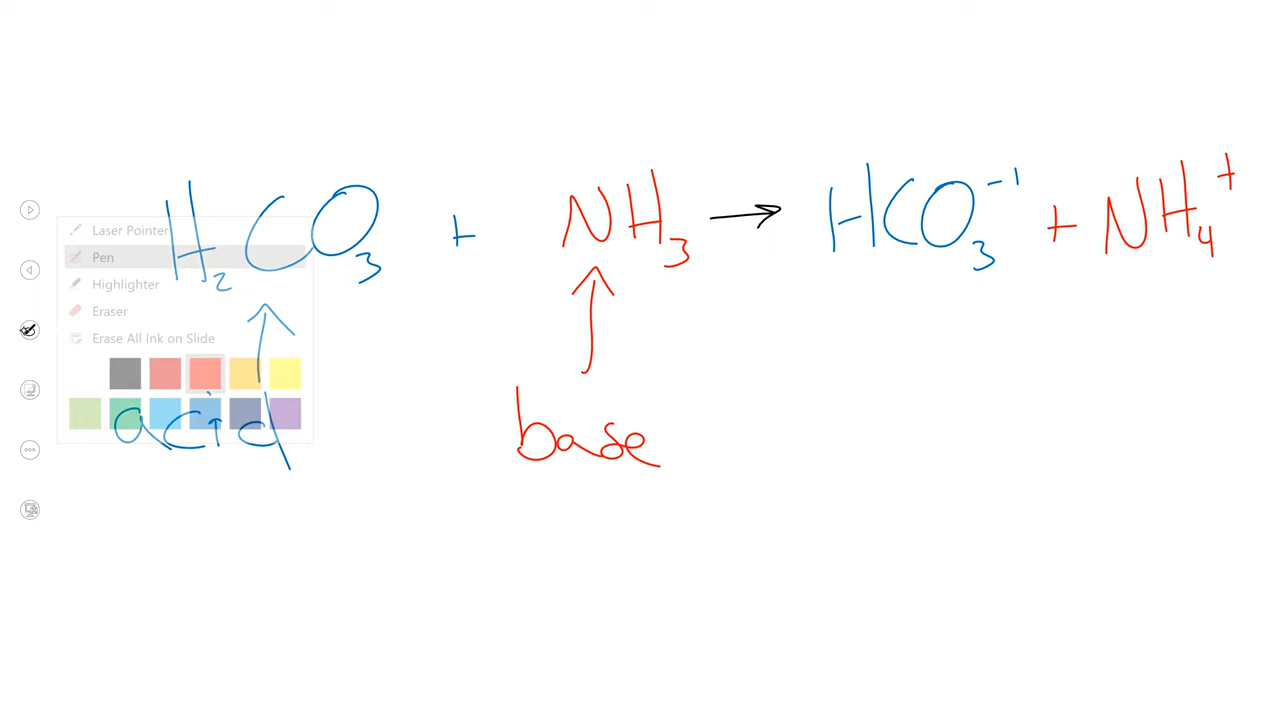 H₂CO₃ + NH₃ → HCO₃⁻¹ + NH₄⁺
Laser Pointer
Pen
Highlighter
Eraser
Erase All Ink on Slide
acid
base